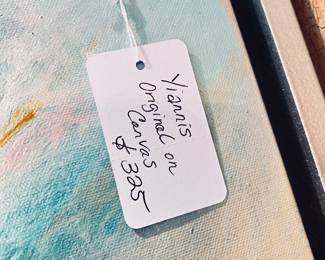 Yiannis
Original on
Canvas
$ 325